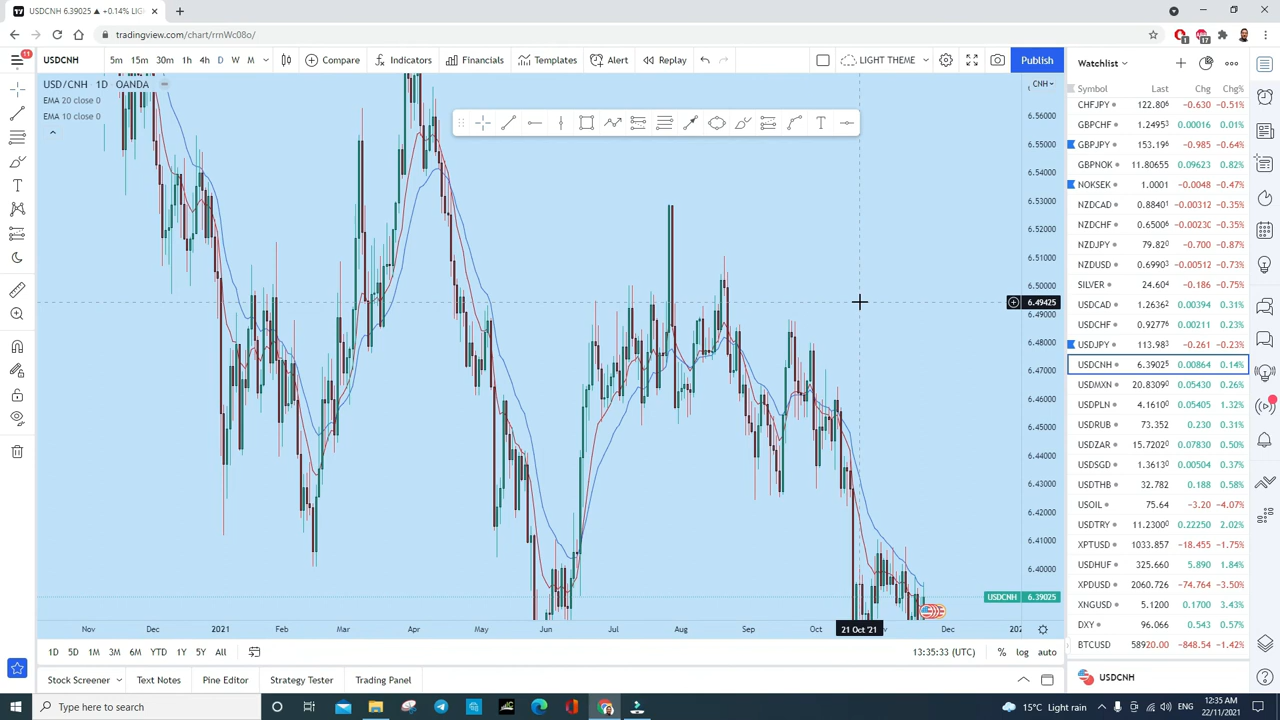 USDCNH 6.39025 ▲ +0.14% LIGHT
tradingview.com/chart/rrnWc08o/
1
17
11
USDCNH
5m 15m 30m 1h 4h D W M
Compare
Indicators
Financials
Templates
Alert
Replay
LIGHT THEME
Publish
USD/CNH 1D OANDA
EMA 20 close 0
EMA 10 close 0
CNH
6.56000
6.55000
6.54000
6.53000
6.52000
6.51000
6.50000
6.49425
6.49000
6.48000
6.47000
6.46000
6.45000
6.44000
6.43000
6.42000
6.41000
6.40000
USDCNH 6.39025
Nov Dec 2021 Feb Mar Apr May Jun Jul Aug Sep Oct 21 Oct '21 Dec 202
1D 5D 1M 3M 6M YTD 1Y 5Y All
13:35:33 (UTC) % log auto
Stock Screener Text Notes Pine Editor Strategy Tester Trading Panel
Watchlist
Symbol Last Chg Chg%
CHFJPY 122.806 −0.630 −0.51%
GBPCHF 1.24953 0.00016 0.01%
GBPJPY 153.196 −0.985 −0.64%
GBPNOK 11.80655 0.09623 0.82%
NOKSEK 1.0001 −0.0048 −0.47%
NZDCAD 0.88401 −0.00312 −0.35%
NZDCHF 0.65006 −0.0023 −0.35%
NZDJPY 79.820 −0.700 −0.87%
NZDUSD 0.69903 −0.00512 −0.73%
SILVER 24.604 −0.186 −0.75%
USDCAD 1.26362 0.00394 0.31%
USDCHF 0.92776 0.00211 0.23%
USDJPY 113.983 −0.261 −0.23%
USDCNH 6.39025 0.00864 0.14%
USDMXN 20.83090 0.05430 0.26%
USDPLN 4.16100 0.05405 1.32%
USDRUB 73.352 0.230 0.31%
USDZAR 15.72020 0.07830 0.50%
USDSGD 1.36130 0.00504 0.37%
USDTHB 32.782 0.188 0.58%
USOIL 75.64 −3.20 −4.07%
USDTRY 11.23000 0.22250 2.02%
XPTUSD 1033.857 −18.455 −1.75%
USDHUF 325.660 5.890 1.84%
XPDUSD 2060.726 −74.764 −3.50%
XNGUSD 5.1200 0.1700 3.43%
DXY 96.066 0.543 0.57%
BTCUSD 58920.00 −848.54 −1.42%
USDCNH
Type here to search
15°C Light rain
ENG
12:35 AM
22/11/2021